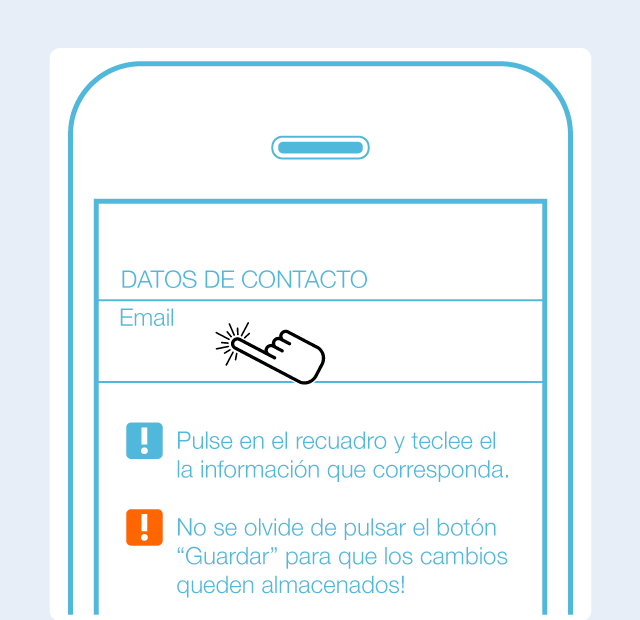 DATOS DE CONTACTO
Email
! Pulse en el recuadro y teclee el
la información que corresponda.
! No se olvide de pulsar el botón
“Guardar” para que los cambios
queden almacenados!